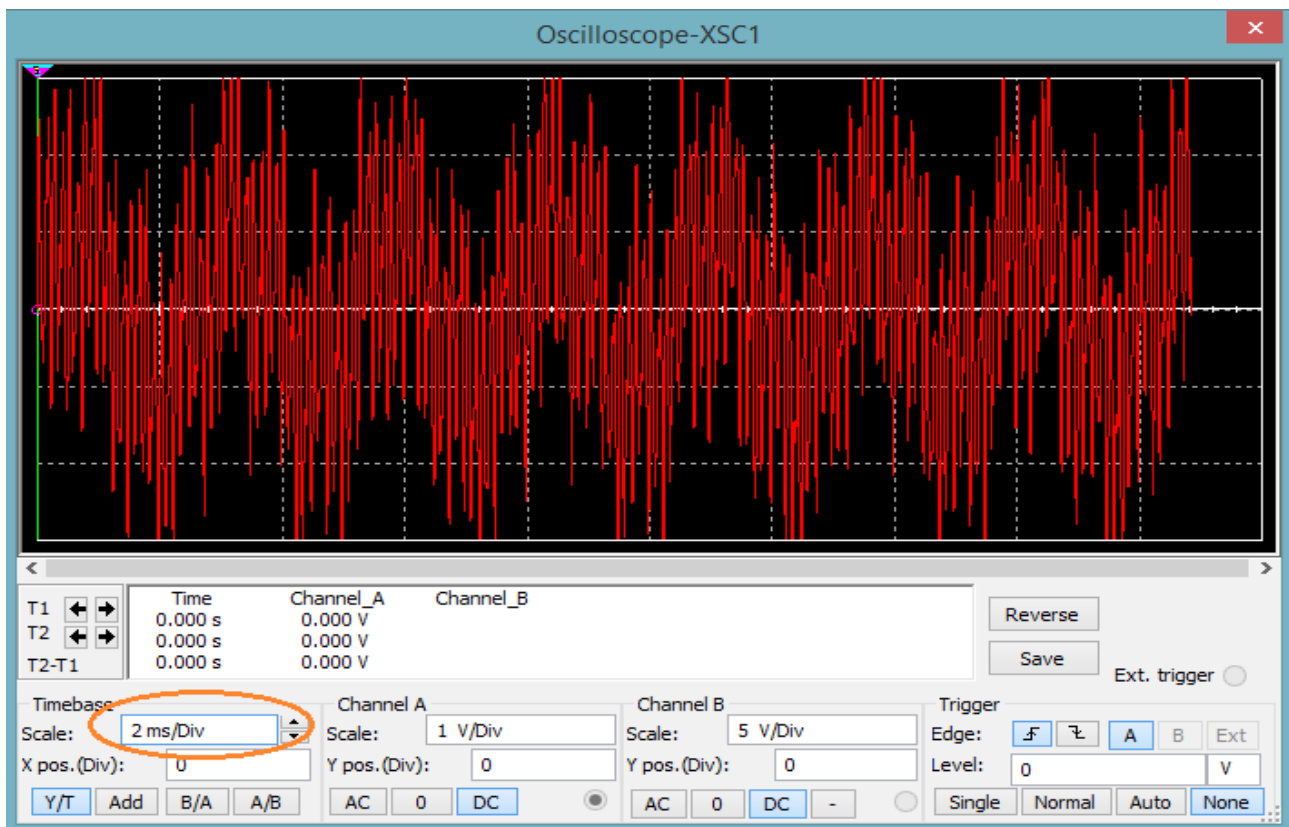 Oscilloscope-XSC1
Time Channel_A Channel_B
T1 0.000 s 0.000 V
T2 0.000 s 0.000 V
T2-T1 0.000 s 0.000 V
Reverse
Save
Ext. trigger
Timebase
Scale: 2 ms/Div
X pos.(Div): 0
Y/T Add B/A A/B
Channel A
Scale: 1 V/Div
Y pos.(Div): 0
AC 0 DC
Channel B
Scale: 5 V/Div
Y pos.(Div): 0
AC 0 DC -
Trigger
Edge: A B Ext
Level: 0 V
Single Normal Auto None